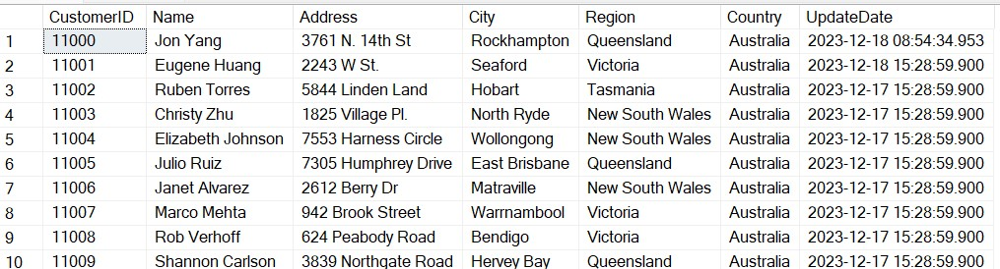 CustomerID Name Address City Region Country UpdateDate
1 11000 Jon Yang 3761 N. 14th St Rockhampton Queensland Australia 2023-12-18 08:54:34.953
2 11001 Eugene Huang 2243 W St. Seaford Victoria Australia 2023-12-18 15:28:59.900
3 11002 Ruben Torres 5844 Linden Land Hobart Tasmania Australia 2023-12-17 15:28:59.900
4 11003 Christy Zhu 1825 Village Pl. North Ryde New South Wales Australia 2023-12-17 15:28:59.900
5 11004 Elizabeth Johnson 7553 Harness Circle Wollongong New South Wales Australia 2023-12-17 15:28:59.900
6 11005 Julio Ruiz 7305 Humphrey Drive East Brisbane Queensland Australia 2023-12-17 15:28:59.900
7 11006 Janet Alvarez 2612 Berry Dr Matraville New South Wales Australia 2023-12-17 15:28:59.900
8 11007 Marco Mehta 942 Brook Street Warrnambool Victoria Australia 2023-12-17 15:28:59.900
9 11008 Rob Verhoff 624 Peabody Road Bendigo Victoria Australia 2023-12-17 15:28:59.900
10 11009 Shannon Carlson 3839 Northgate Road Hervey Bay Queensland Australia 2023-12-17 15:28:59.900